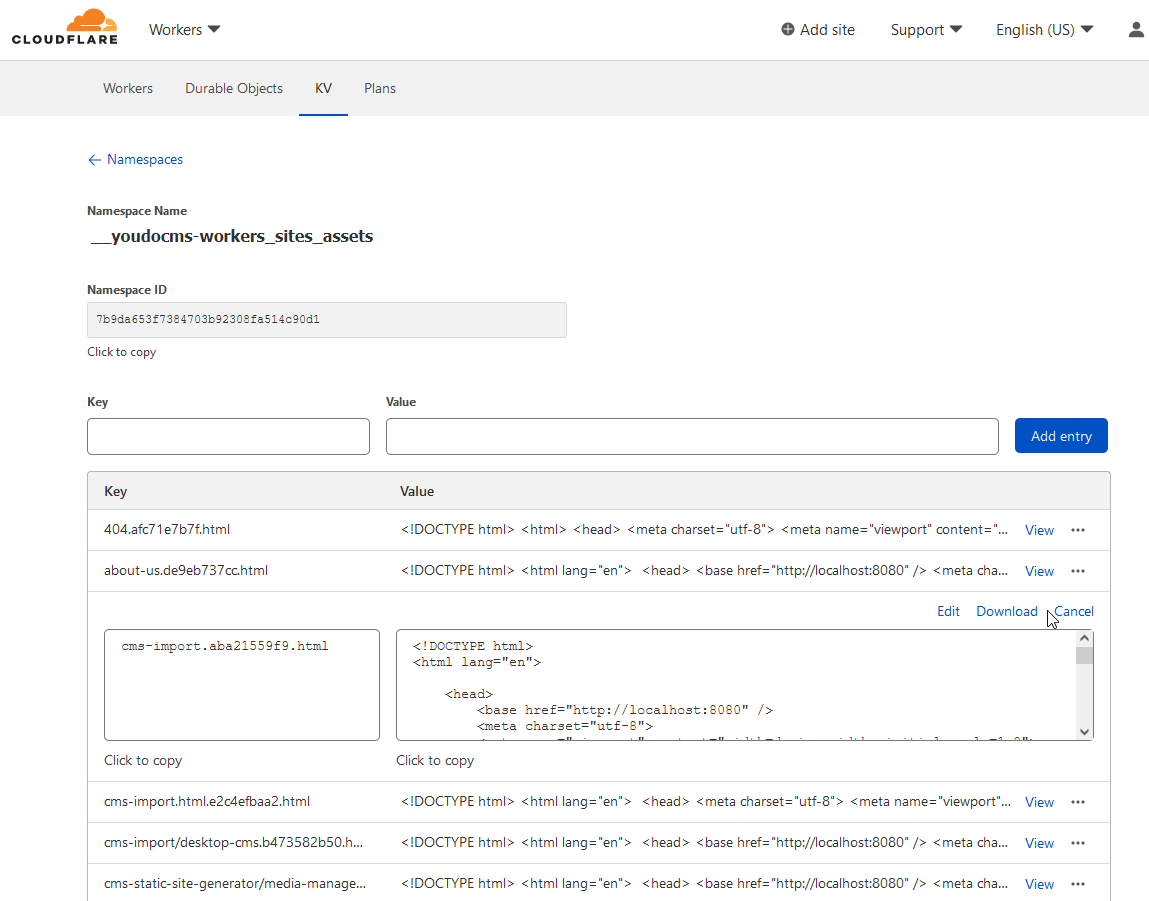 CLOUDFLARE Workers Add site Support English (US)
Workers Durable Objects KV Plans
← Namespaces
Namespace Name
__youdocms-workers_sites_assets
Namespace ID
7b9da653f7384703b92308fa514c90d1
Click to copy
Key Value
Add entry
Key Value
404.afc71e7b7f.html <!DOCTYPE html> <html> <head> <meta charset="utf-8"> <meta name="viewport" content="... View •••
about-us.de9eb737cc.html <!DOCTYPE html> <html lang="en"> <head> <base href="http://localhost:8080" /> <meta cha... View •••
Edit Download Cancel
cms-import.aba21559f9.html
<!DOCTYPE html>
<html lang="en">
<head>
<base href="http://localhost:8080" />
<meta charset="utf-8">
Click to copy Click to copy
cms-import.html.e2c4efbaa2.html <!DOCTYPE html> <html lang="en"> <head> <meta charset="utf-8"> <meta name="viewport"... View •••
cms-import/desktop-cms.b473582b50.h... <!DOCTYPE html> <html lang="en"> <head> <base href="http://localhost:8080" /> <meta cha... View •••
cms-static-site-generator/media-manage... <!DOCTYPE html> <html lang="en"> <head> <base href="http://localhost:8080" /> <meta cha... View •••